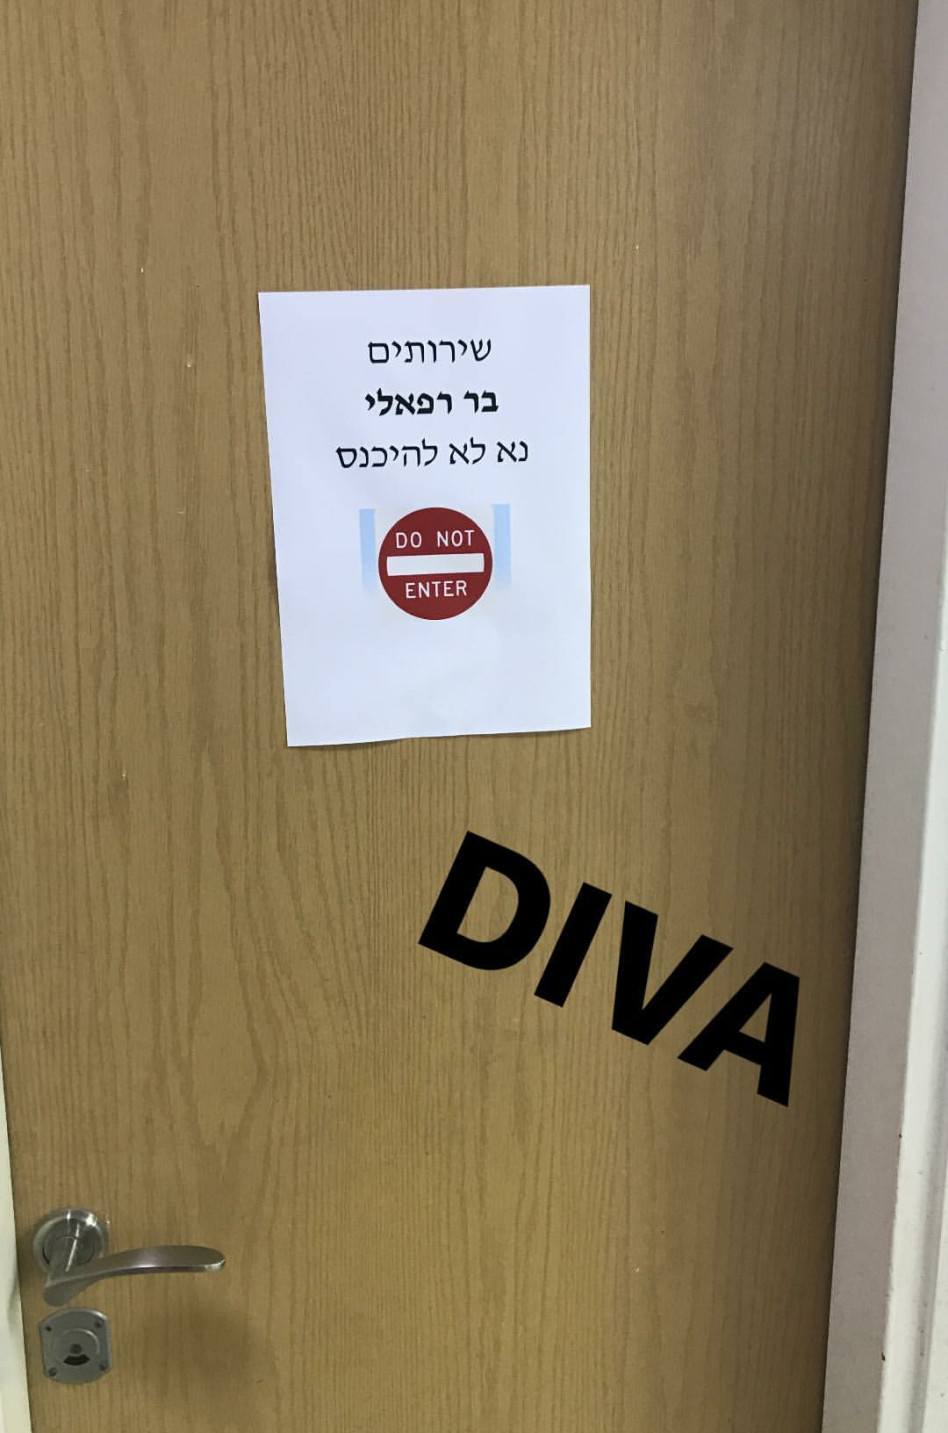 שירותים
בר רפאלי
נא לא להיכנס
DO NOT
ENTER
DIVA